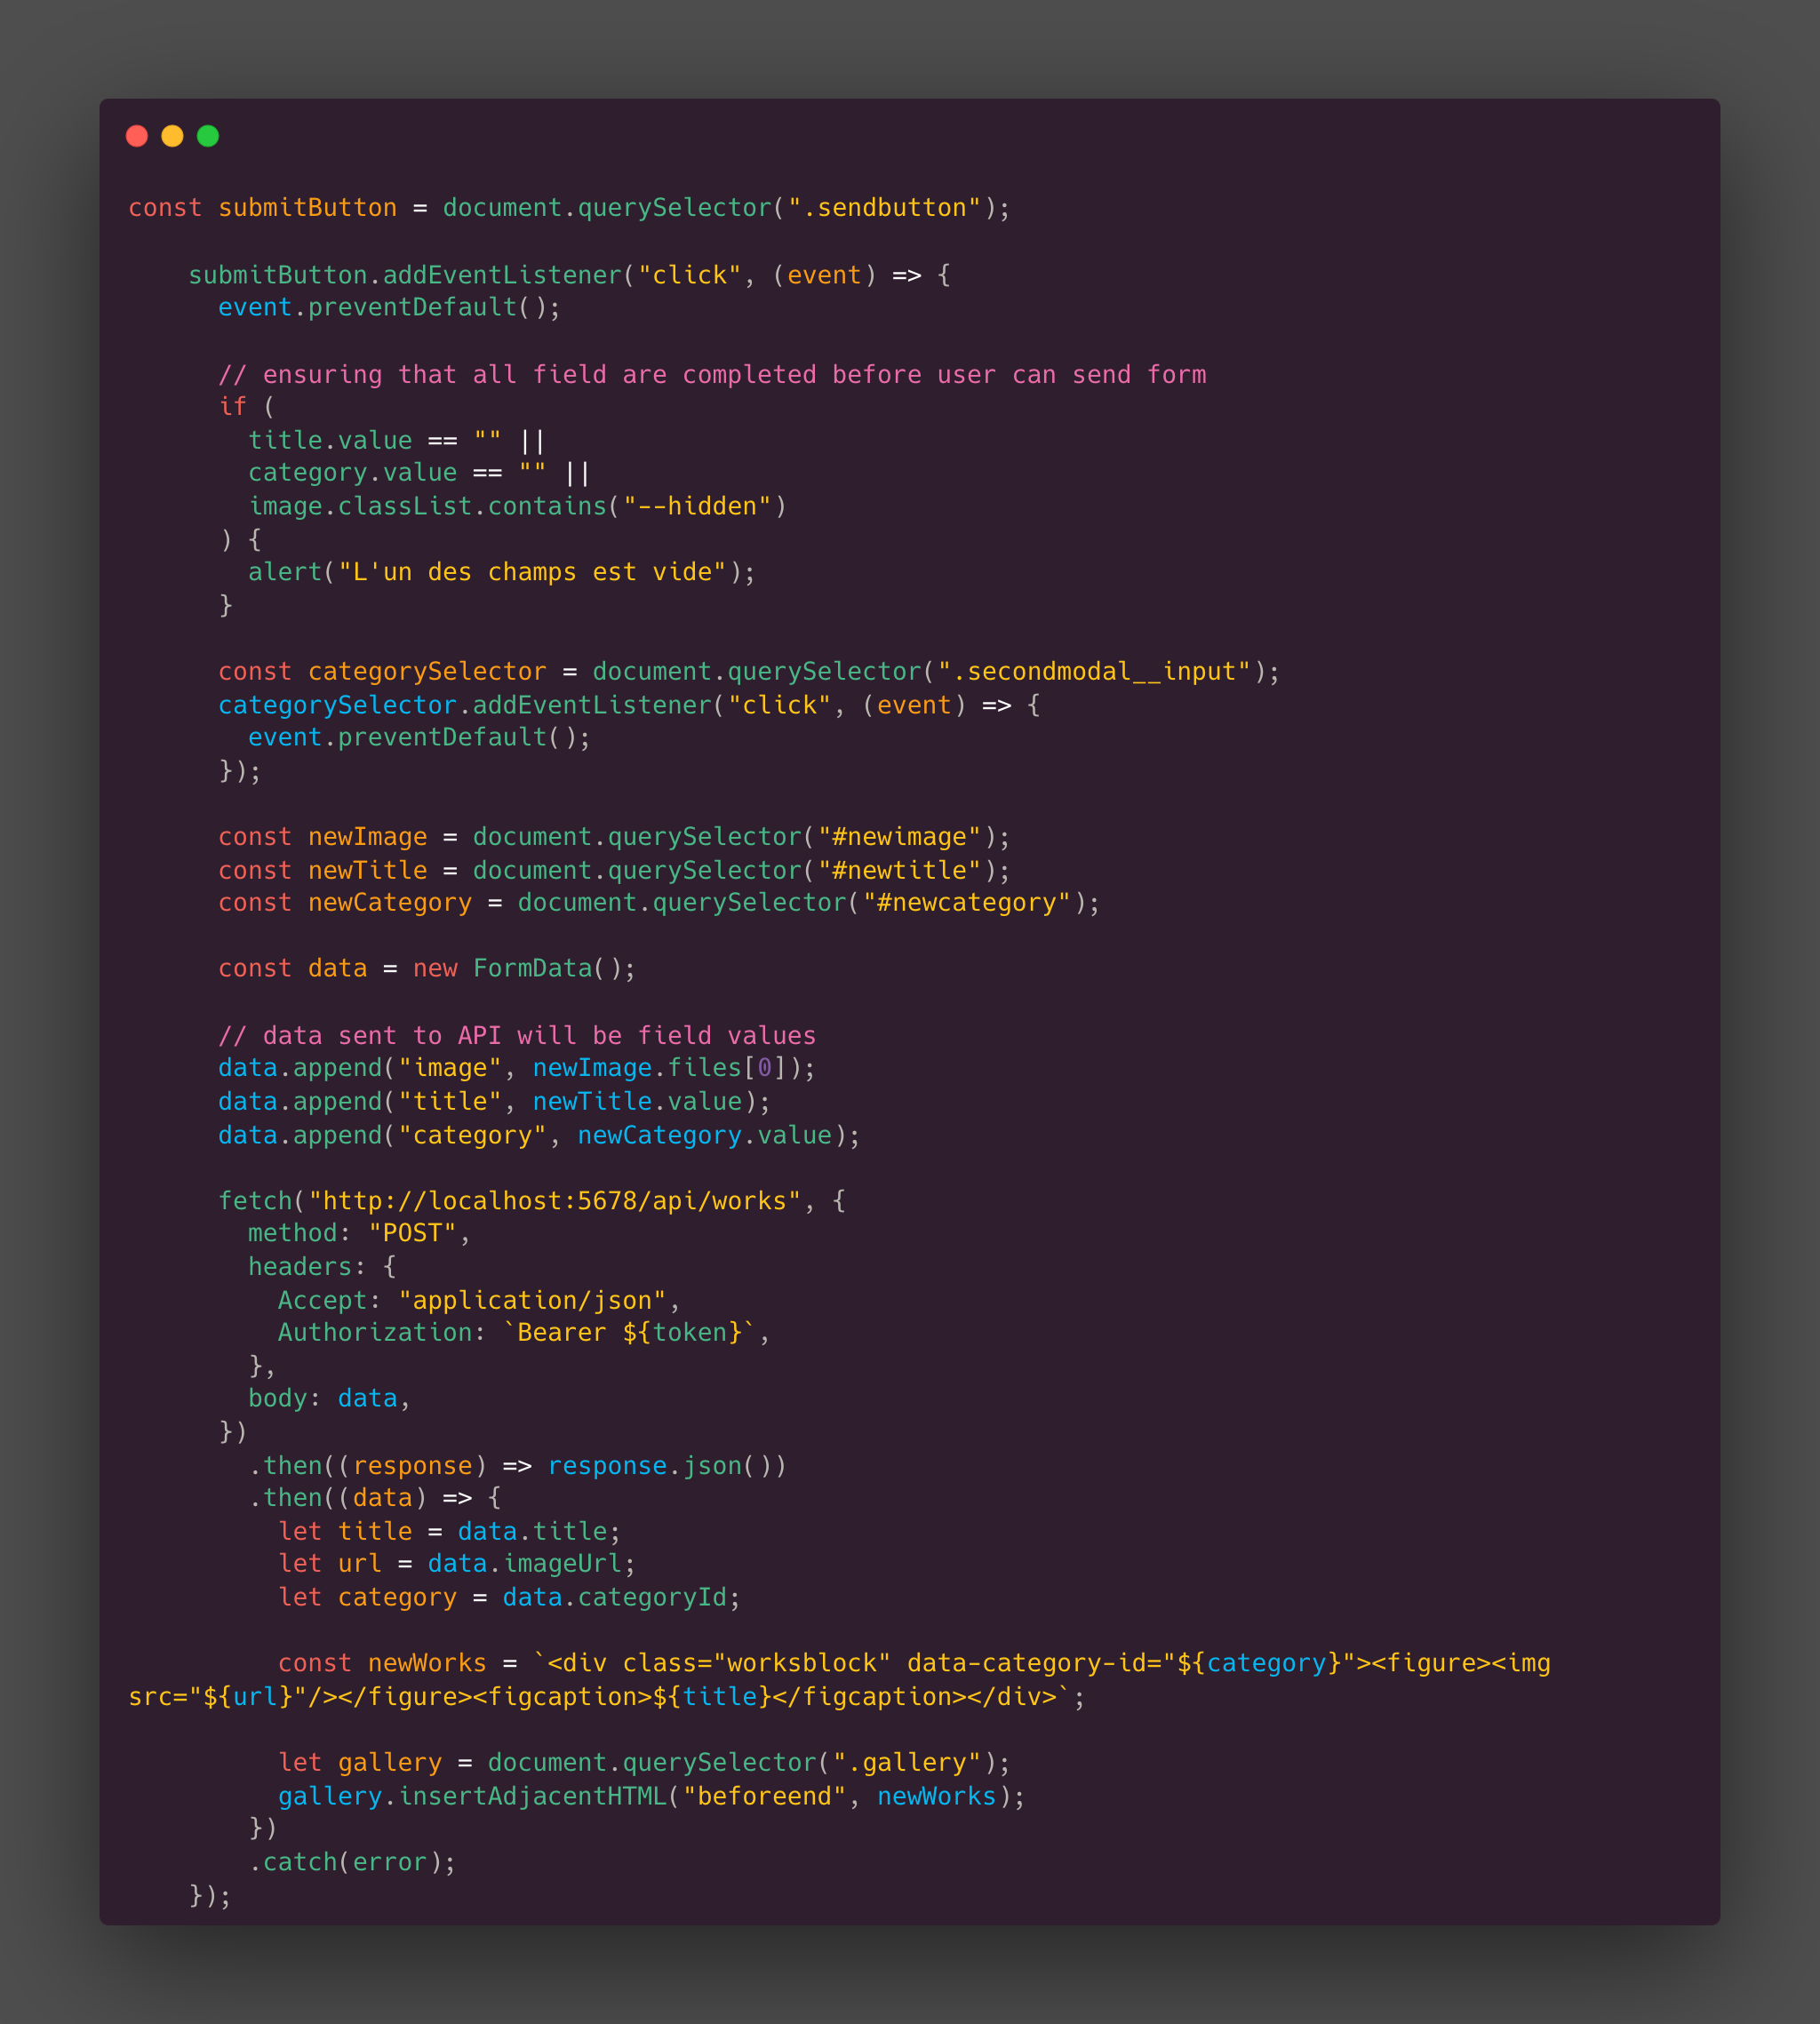 const submitButton = document.querySelector(".sendbutton");

    submitButton.addEventListener("click", (event) => {
      event.preventDefault();

      // ensuring that all field are completed before user can send form
      if (
        title.value == "" ||
        category.value == "" ||
        image.classList.contains("--hidden")
      ) {
        alert("L'un des champs est vide");
      }

      const categorySelector = document.querySelector(".secondmodal__input");
      categorySelector.addEventListener("click", (event) => {
        event.preventDefault();
      });

      const newImage = document.querySelector("#newimage");
      const newTitle = document.querySelector("#newtitle");
      const newCategory = document.querySelector("#newcategory");

      const data = new FormData();

      // data sent to API will be field values
      data.append("image", newImage.files[0]);
      data.append("title", newTitle.value);
      data.append("category", newCategory.value);

      fetch("http://localhost:5678/api/works", {
        method: "POST",
        headers: {
          Accept: "application/json",
          Authorization: `Bearer ${token}`,
        },
        body: data,
      })
        .then((response) => response.json())
        .then((data) => {
          let title = data.title;
          let url = data.imageUrl;
          let category = data.categoryId;

          const newWorks = `<div class="worksblock" data-category-id="${category}"><figure><img
src="${url}"/></figure><figcaption>${title}</figcaption></div>`;

          let gallery = document.querySelector(".gallery");
          gallery.insertAdjacentHTML("beforeend", newWorks);
        })
        .catch(error);
    });